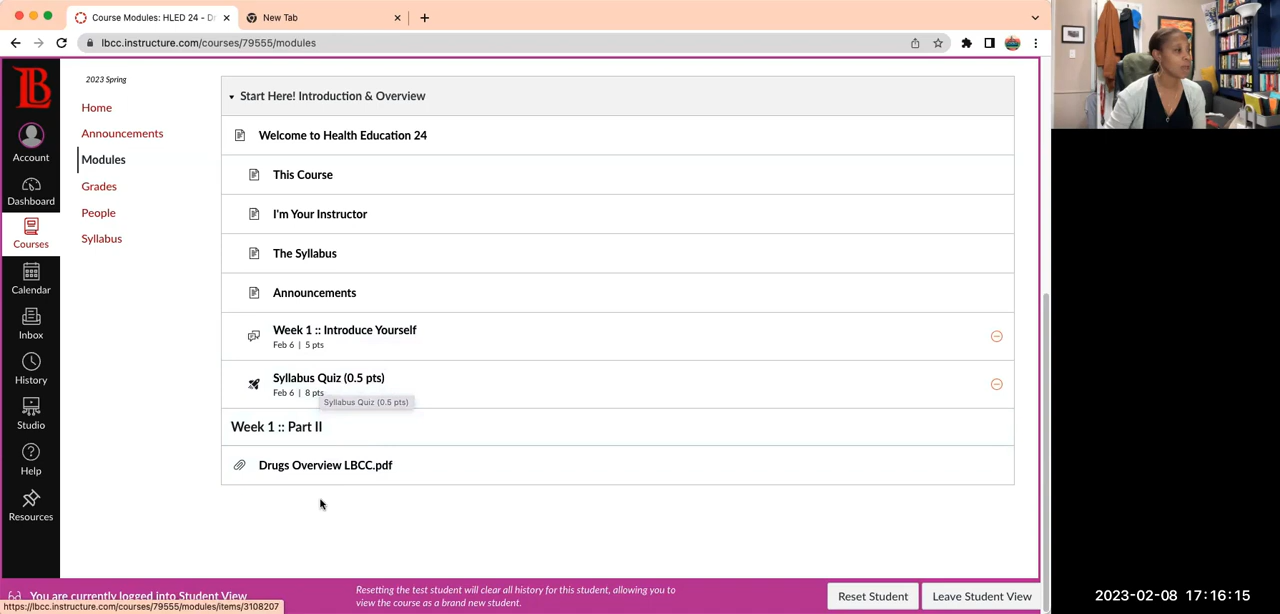 Course Modules: HLED 24 - Dr
New Tab
lbcc.instructure.com/courses/79555/modules
LB
Account
Dashboard
Courses
Calendar
Inbox
History
Studio
Help
Resources
2023 Spring
Home
Announcements
Modules
Grades
People
Syllabus
Start Here! Introduction & Overview
Welcome to Health Education 24
This Course
I'm Your Instructor
The Syllabus
Announcements
Week 1 :: Introduce Yourself
Feb 6 | 5 pts
Syllabus Quiz (0.5 pts)
Feb 6 | 8 pts
Syllabus Quiz (0.5 pts)
Week 1 :: Part II
Drugs Overview LBCC.pdf
You are currently logged into Student View
Resetting the test student will clear all history for this student, allowing you to
view the course as a brand new student.
Reset Student
Leave Student View
https://lbcc.instructure.com/courses/79555/modules/items/3108207
2023-02-08 17:16:15